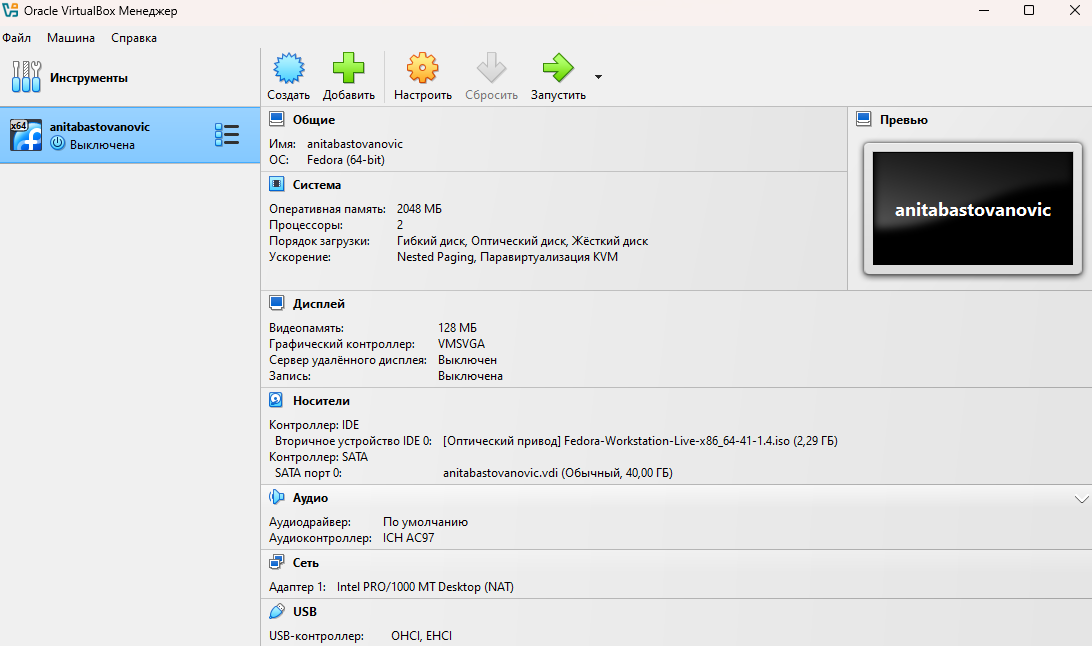 Oracle VirtualBox Менеджер
Файл Машина Справка
Инструменты
Создать Добавить Настроить Сбросить Запустить
x64
anitabastovanovic
Выключена
Общие
Имя: anitabastovanovic
ОС: Fedora (64-bit)
Превью
anitabastovanovic
Система
Оперативная память: 2048 МБ
Процессоры: 2
Порядок загрузки: Гибкий диск, Оптический диск, Жёсткий диск
Ускорение: Nested Paging, Паравиртуализация KVM
Дисплей
Видеопамять: 128 МБ
Графический контроллер: VMSVGA
Сервер удалённого дисплея: Выключен
Запись: Выключена
Носители
Контроллер: IDE
Вторичное устройство IDE 0: [Оптический привод] Fedora-Workstation-Live-x86_64-41-1.4.iso (2,29 ГБ)
Контроллер: SATA
SATA порт 0: anitabastovanovic.vdi (Обычный, 40,00 ГБ)
Аудио
Аудиодрайвер: По умолчанию
Аудиоконтроллер: ICH AC97
Сеть
Адаптер 1: Intel PRO/1000 MT Desktop (NAT)
USB
USB-контроллер: OHCI, EHCI